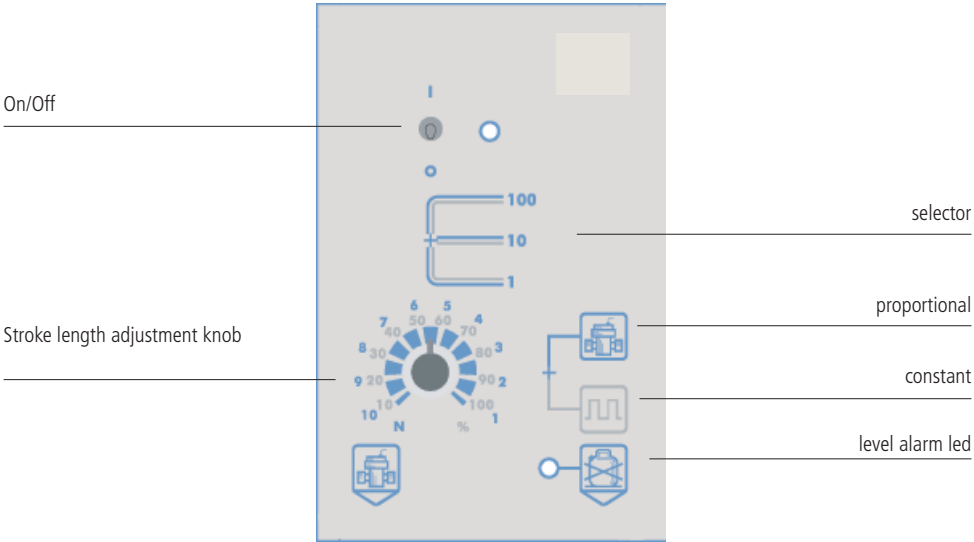 On/Off
I
100
selector
10
1
proportional
Stroke length adjustment knob
6 5
7 50 60 4
40 70
8 30 80 3
constant
9 20 90 2
10 100
10 N % 1
level alarm led